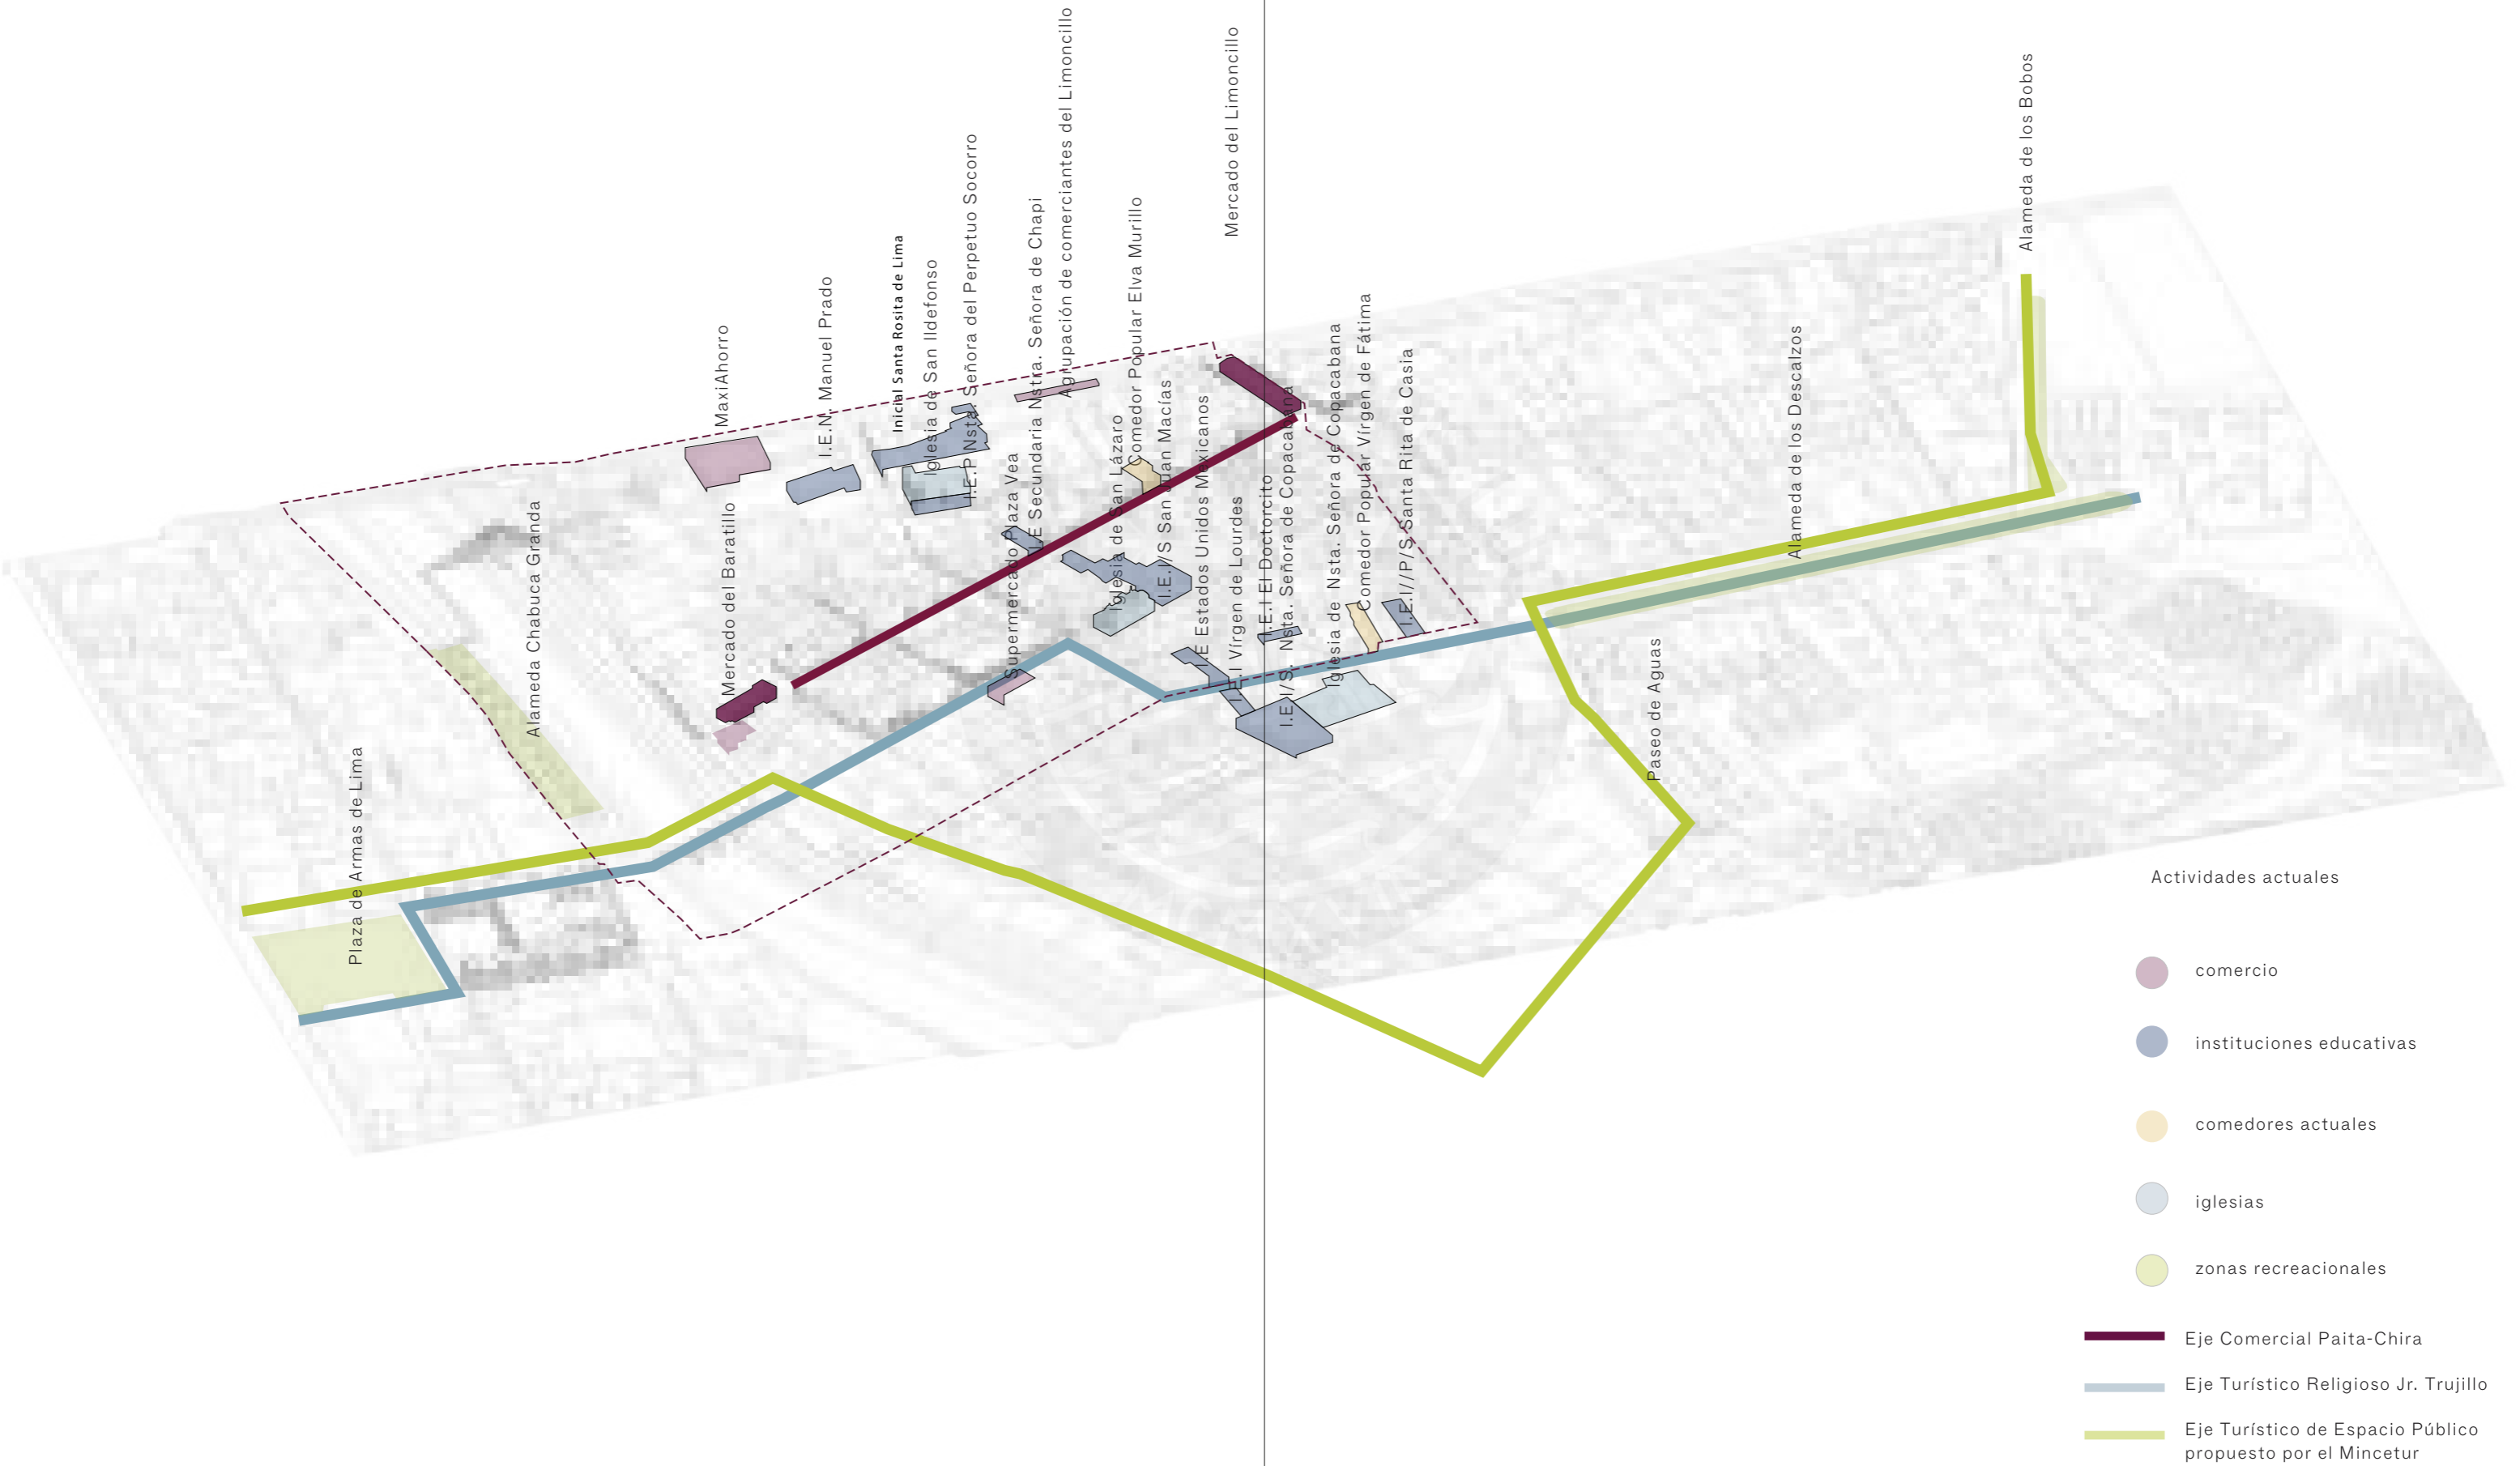 MaxiAhorro
I.E.N. Manuel Prado
Inicial Santa Rosita de Lima
Iglesia de San Ildefonso
I.E.P Nsta. Señora del Perpetuo Socorro
I.E Secundaria Nstra. Señora de Chapi
Agrupación de comerciantes del Limoncillo
Comedor Popular Elva Murillo
Mercado del Limoncillo
Alameda de los Bobos
Plaza de Armas de Lima
Alameda Chabuca Granda
Mercado del Baratillo
Supermercado Plaza Vea
Iglesia de San Lázaro
I.E.I/S San Juan Macías
I.E Estados Unidos Mexicanos
E.I Vírgen de Lourdes
I.E.I El Doctorcito
I.E.I/S. Nsta. Señora de Copacabana
Iglesia de Nsta. Señora de Copacabana
Comedor Popular Vírgen de Fátima
I.E.I//P/S Santa Rita de Casia
Paseo de Aguas
Alameda de los Descalzos
Actividades actuales
comercio
instituciones educativas
comedores actuales
iglesias
zonas recreacionales
Eje Comercial Paita-Chira
Eje Turístico Religioso Jr. Trujillo
Eje Turístico de Espacio Público
propuesto por el Mincetur